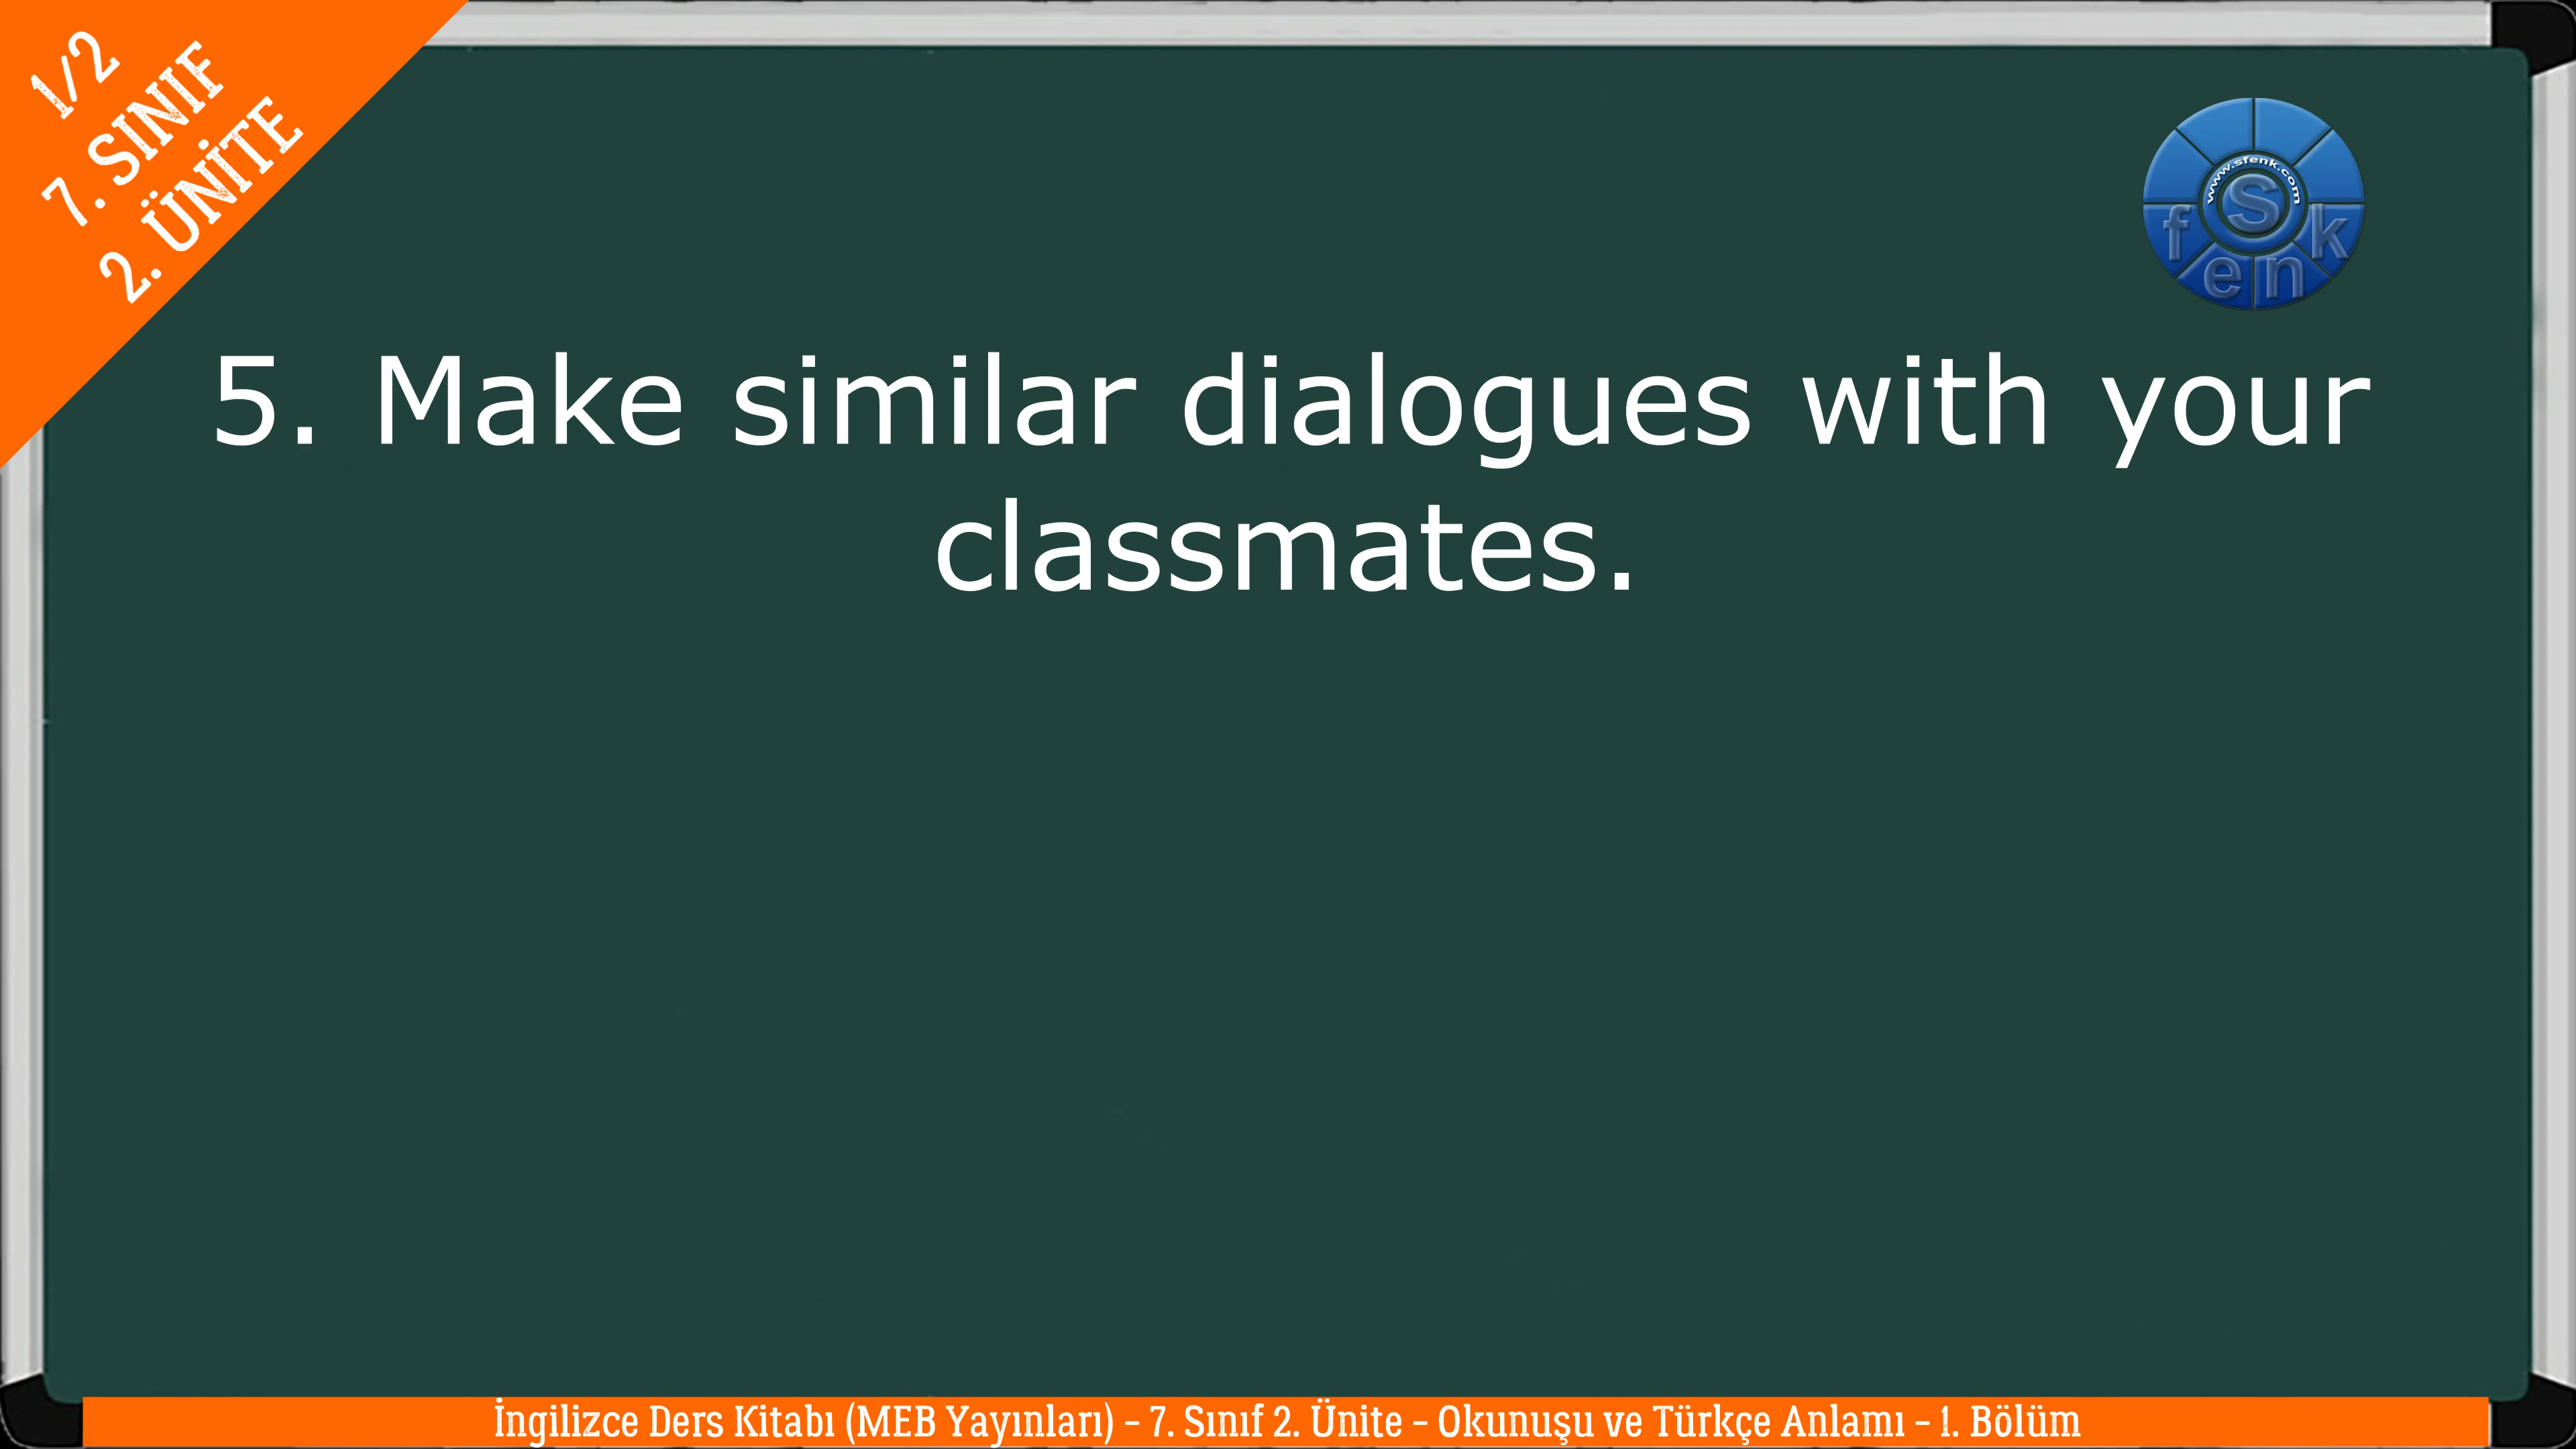 1/2
7. SINIF
2. ÜNİTE
www.sfenk.com
S
f e n k
5. Make similar dialogues with your
classmates.
İngilizce Ders Kitabı (MEB Yayınları) – 7. Sınıf 2. Ünite – Okunuşu ve Türkçe Anlamı – 1. Bölüm